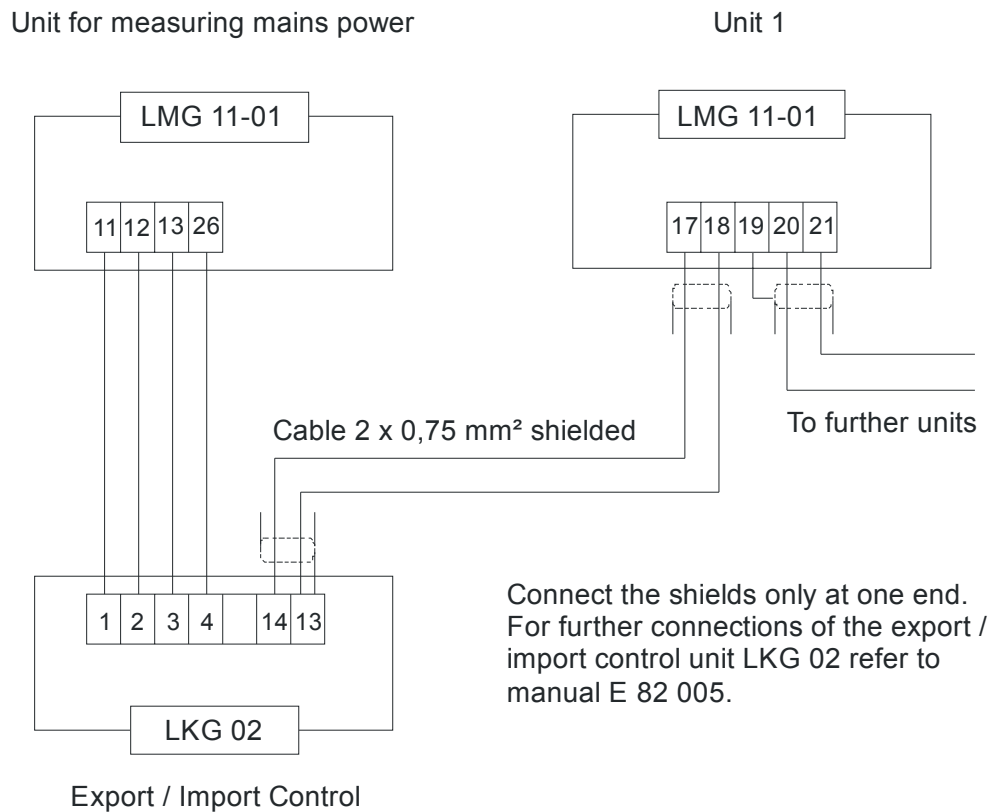 Unit for measuring mains power
Unit 1
LMG 11-01
LMG 11-01
11 12 13 26
17 18 19 20 21
To further units
Cable 2 x 0,75 mm² shielded
1 2 3 4 14 13
Connect the shields only at one end.
For further connections of the export /
import control unit LKG 02 refer to
manual E 82 005.
LKG 02
Export / Import Control